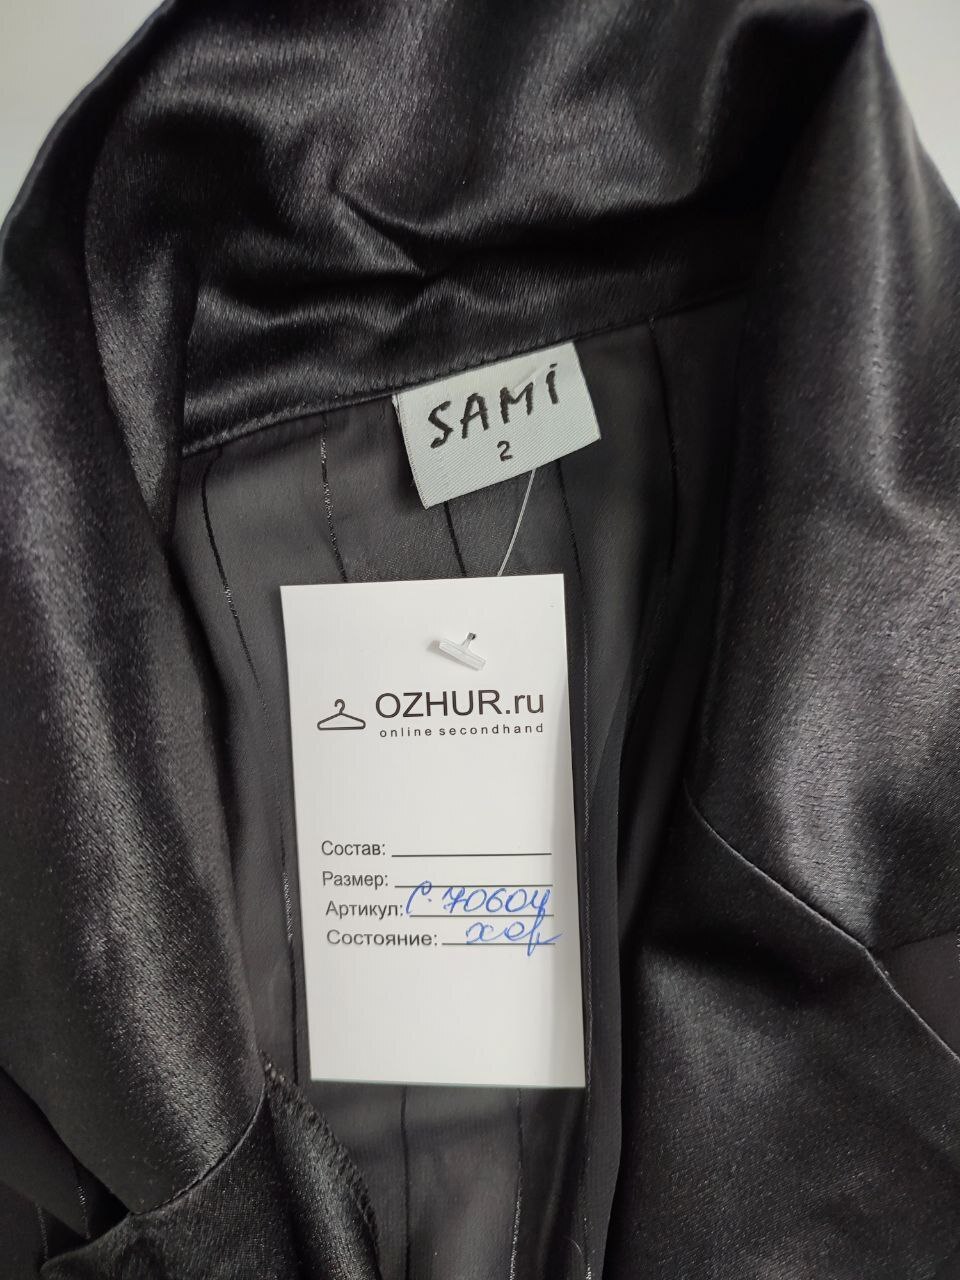 SAMi
2
OZHUR.ru
online secondhand
Состав:
Размер:
Артикул: С. 70604
Состояние: хор